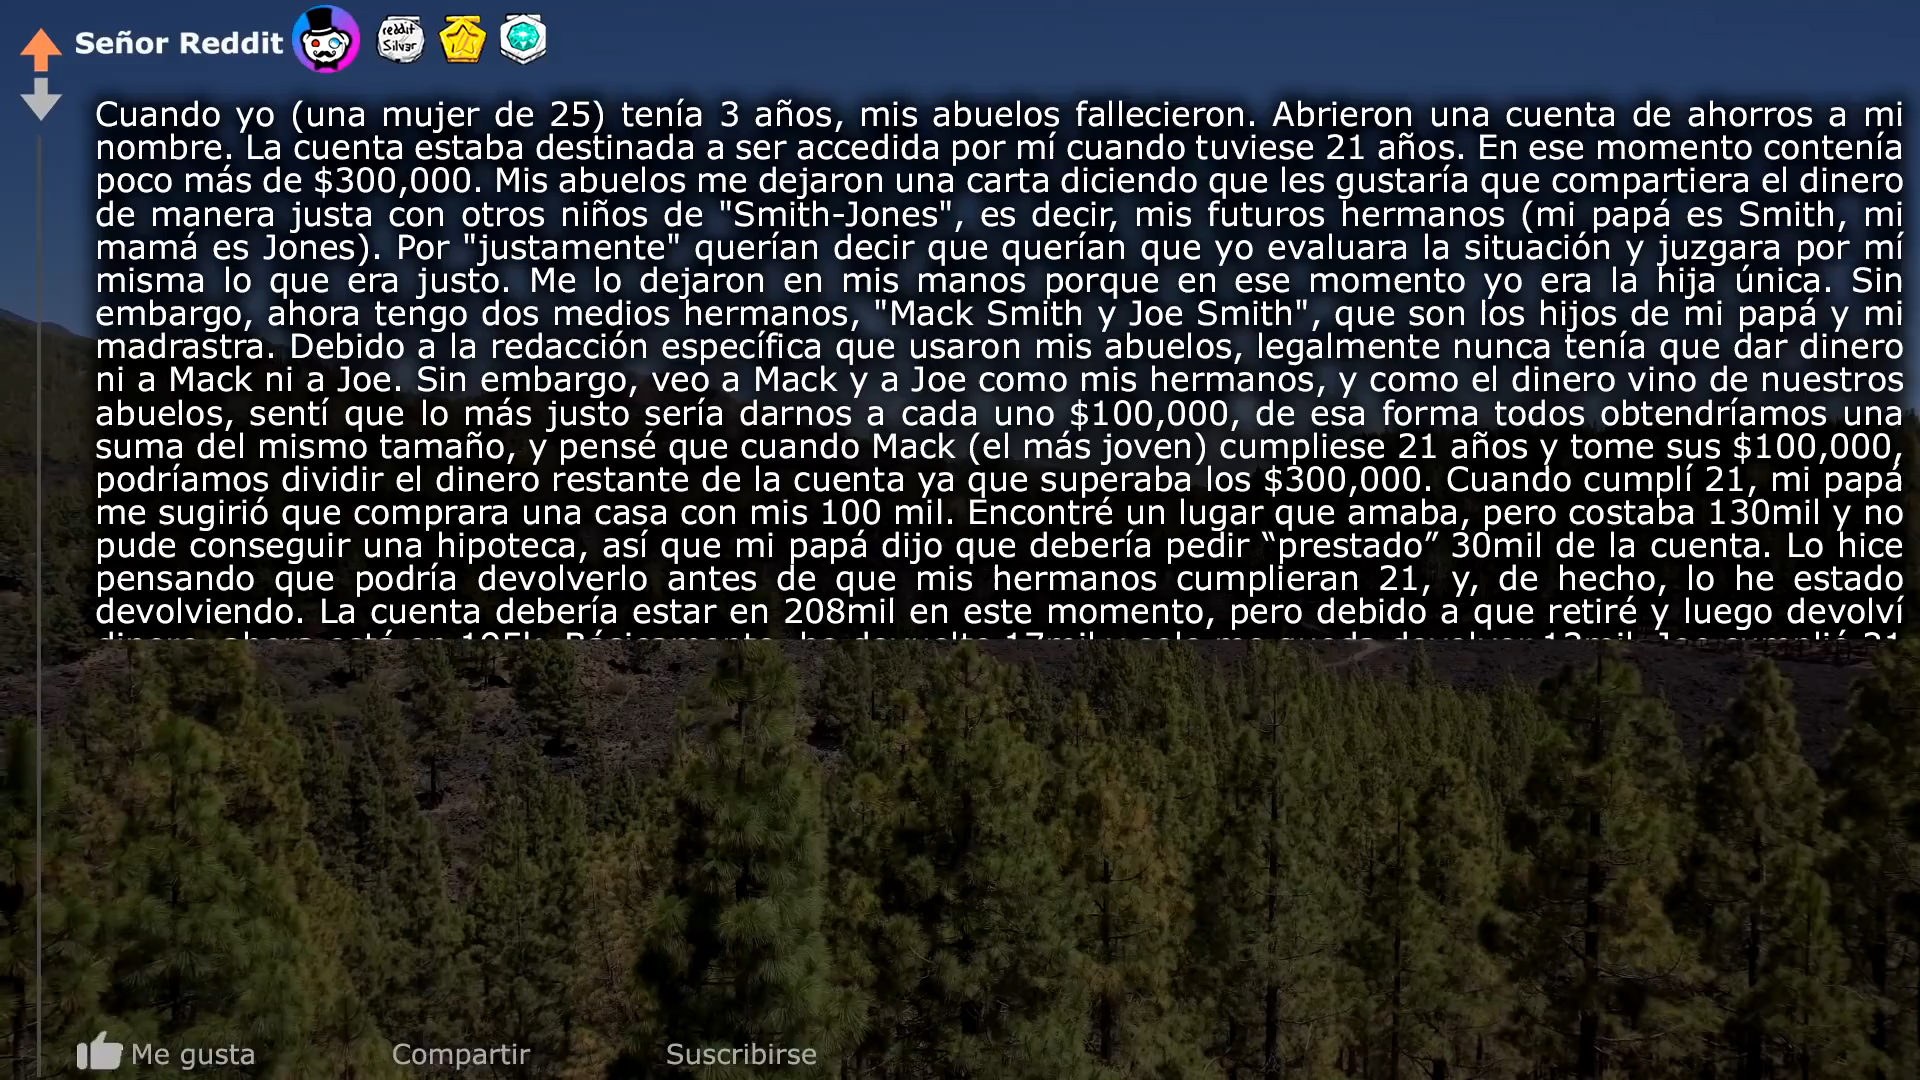 Señor Reddit
reddit
Silver
Cuando yo (una mujer de 25) tenía 3 años, mis abuelos fallecieron. Abrieron una cuenta de ahorros a mi
nombre. La cuenta estaba destinada a ser accedida por mí cuando tuviese 21 años. En ese momento contenía
poco más de $300,000. Mis abuelos me dejaron una carta diciendo que les gustaría que compartiera el dinero
de manera justa con otros niños de "Smith-Jones", es decir, mis futuros hermanos (mi papá es Smith, mi
mamá es Jones). Por "justamente" querían decir que querían que yo evaluara la situación y juzgara por mí
misma lo que era justo. Me lo dejaron en mis manos porque en ese momento yo era la hija única. Sin
embargo, ahora tengo dos medios hermanos, "Mack Smith y Joe Smith", que son los hijos de mi papá y mi
madrastra. Debido a la redacción específica que usaron mis abuelos, legalmente nunca tenía que dar dinero
ni a Mack ni a Joe. Sin embargo, veo a Mack y a Joe como mis hermanos, y como el dinero vino de nuestros
abuelos, sentí que lo más justo sería darnos a cada uno $100,000, de esa forma todos obtendríamos una
suma del mismo tamaño, y pensé que cuando Mack (el más joven) cumpliese 21 años y tome sus $100,000,
podríamos dividir el dinero restante de la cuenta ya que superaba los $300,000. Cuando cumplí 21, mi papá
me sugirió que comprara una casa con mis 100 mil. Encontré un lugar que amaba, pero costaba 130mil y no
pude conseguir una hipoteca, así que mi papá dijo que debería pedir “prestado” 30mil de la cuenta. Lo hice
pensando que podría devolverlo antes de que mis hermanos cumplieran 21, y, de hecho, lo he estado
devolviendo. La cuenta debería estar en 208mil en este momento, pero debido a que retiré y luego devolví
Me gusta
Compartir
Suscribirse